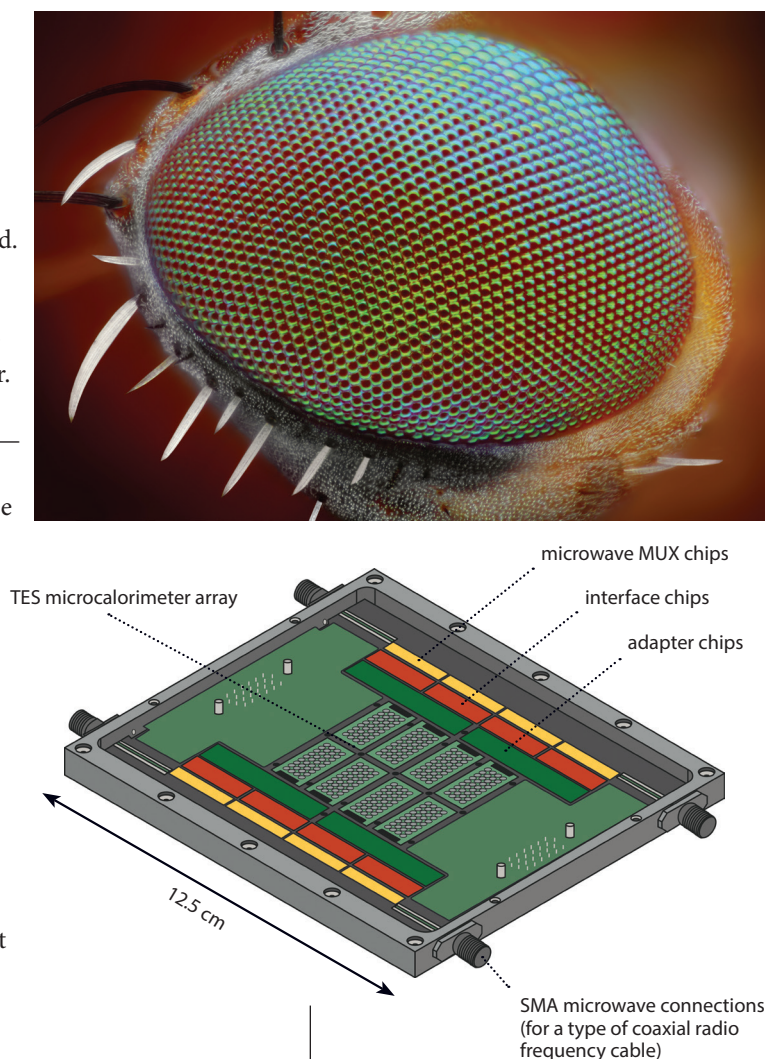 d.
r.
e
microwave MUX chips
TES microcalorimeter array
interface chips
adapter chips
12.5 cm
t
SMA microwave connections
(for a type of coaxial radio
frequency cable)